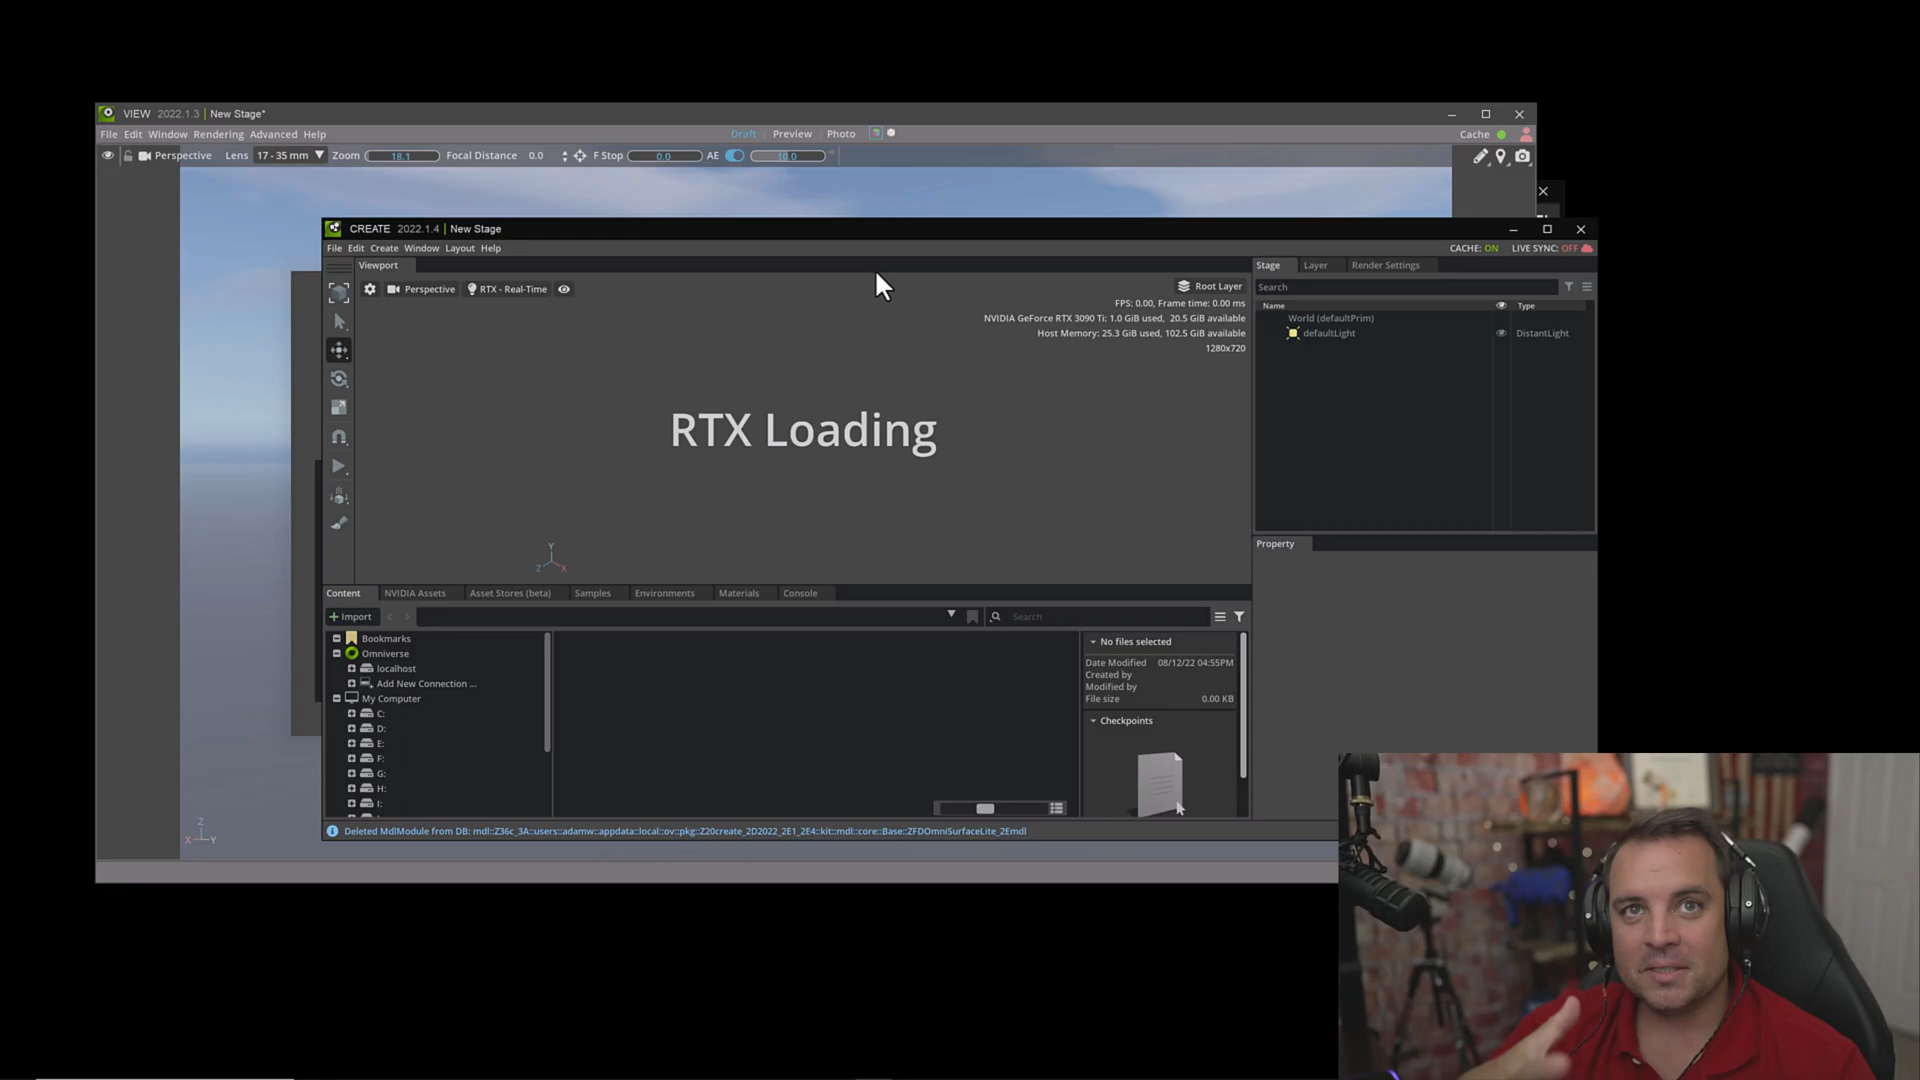 VIEW 2022.1.3 | New Stage*
File Edit Window Rendering Advanced Help
Draft Preview Photo
Cache
Perspective Lens 17 - 35 mm Zoom 18.1 Focal Distance 0.0 F Stop 0.0 AE 10.0
CREATE 2022.1.4 | New Stage
File Edit Create Window Layout Help
CACHE: ON LIVE SYNC: OFF
Viewport
Stage Layer Render Settings
Perspective RTX - Real-Time
Root Layer
Search
FPS: 0.00, Frame time: 0.00 ms
NVIDIA GeForce RTX 3090 Ti: 1.0 GiB used, 20.5 GiB available
Host Memory: 25.3 GiB used, 102.5 GiB available
1280x720
Name Type
World (defaultPrim)
defaultLight DistantLight
RTX Loading
Y
Z X
Property
Content NVIDIA Assets Asset Stores (beta) Samples Environments Materials Console
+ Import
Search
Bookmarks
Omniverse
localhost
Add New Connection ...
My Computer
C:
D:
E:
F:
G:
H:
I:
No files selected
Date Modified 08/12/22 04:55PM
Created by
Modified by
File size 0.00 KB
Checkpoints
Deleted MdlModule from DB: mdl::Z36c_3A::users::adamw::appdata::local::ov::pkg::Z20create_2D2022_2E1_2E4::kit::mdl::core::Base::ZFDOmniSurfaceLite_2Emdl
Z
X Y